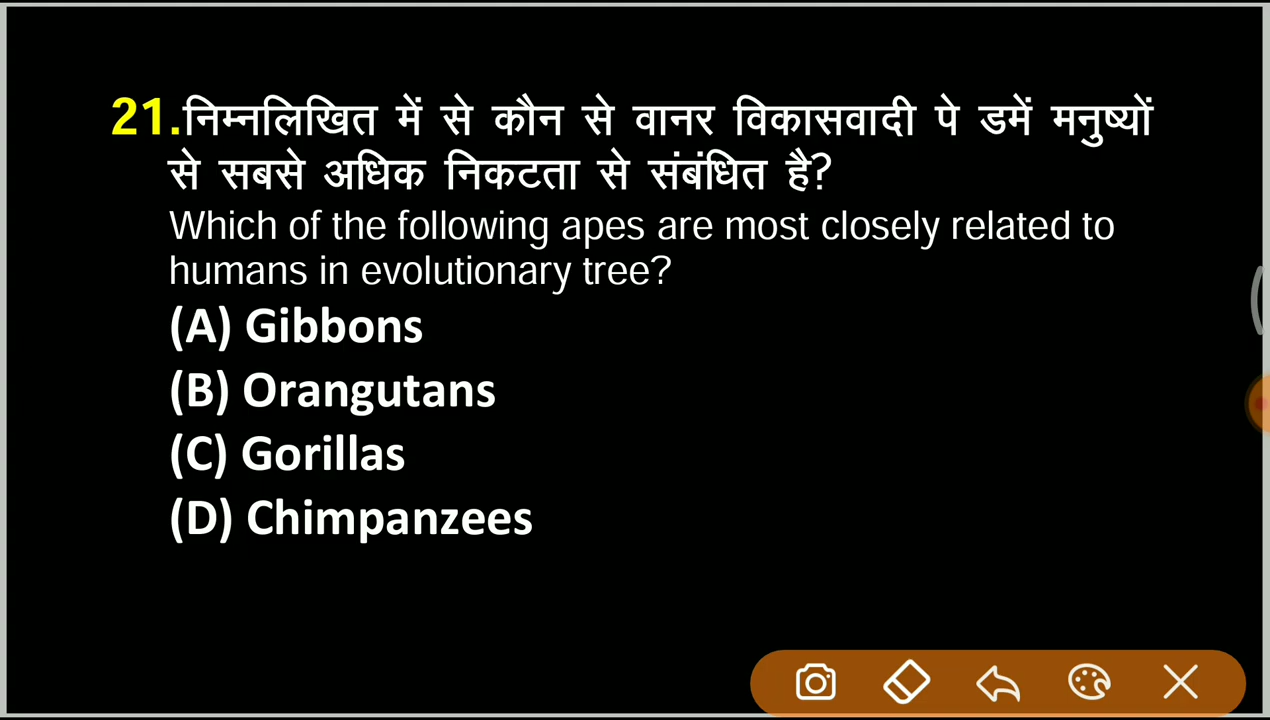 21.निम्नलिखित में से कौन से वानर विकासवादी पे डमें मनुष्यों
से सबसे अधिक निकटता से संबंधित है?
Which of the following apes are most closely related to
humans in evolutionary tree?
(A) Gibbons
(B) Orangutans
(C) Gorillas
(D) Chimpanzees